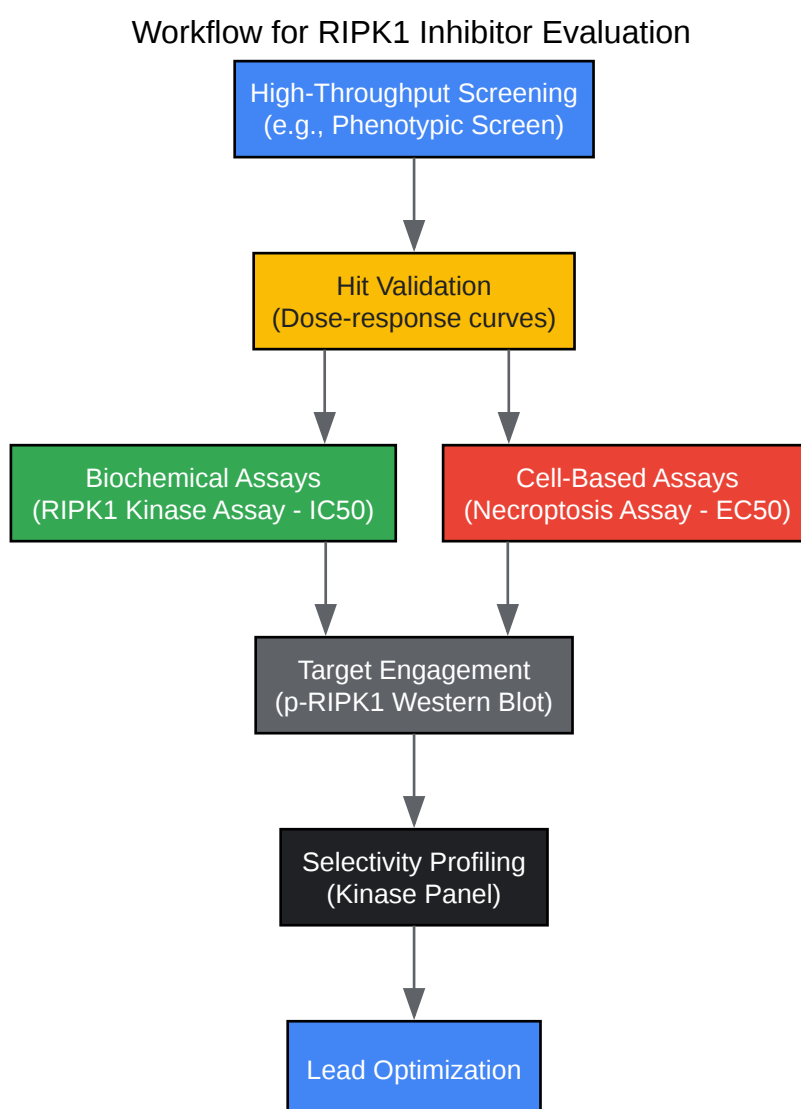 Workflow for RIPK1 Inhibitor Evaluation
High-Throughput Screening
(e.g., Phenotypic Screen)
Hit Validation
(Dose-response curves)
Biochemical Assays
(RIPK1 Kinase Assay - IC50)
Cell-Based Assays
(Necroptosis Assay - EC50)
Target Engagement
(p-RIPK1 Western Blot)
Selectivity Profiling
(Kinase Panel)
Lead Optimization